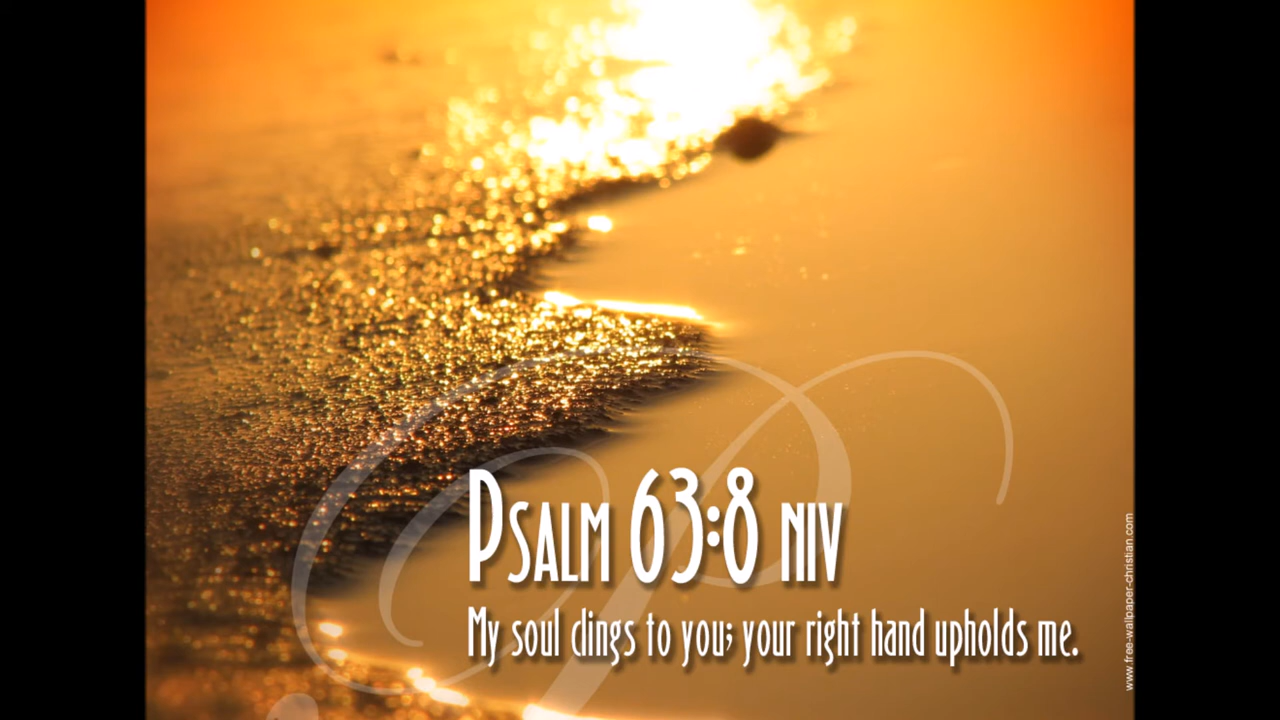 Psalm 63:8 NIV
My soul clings to you; your right hand upholds me.
www.free-wallpaper-christian.com